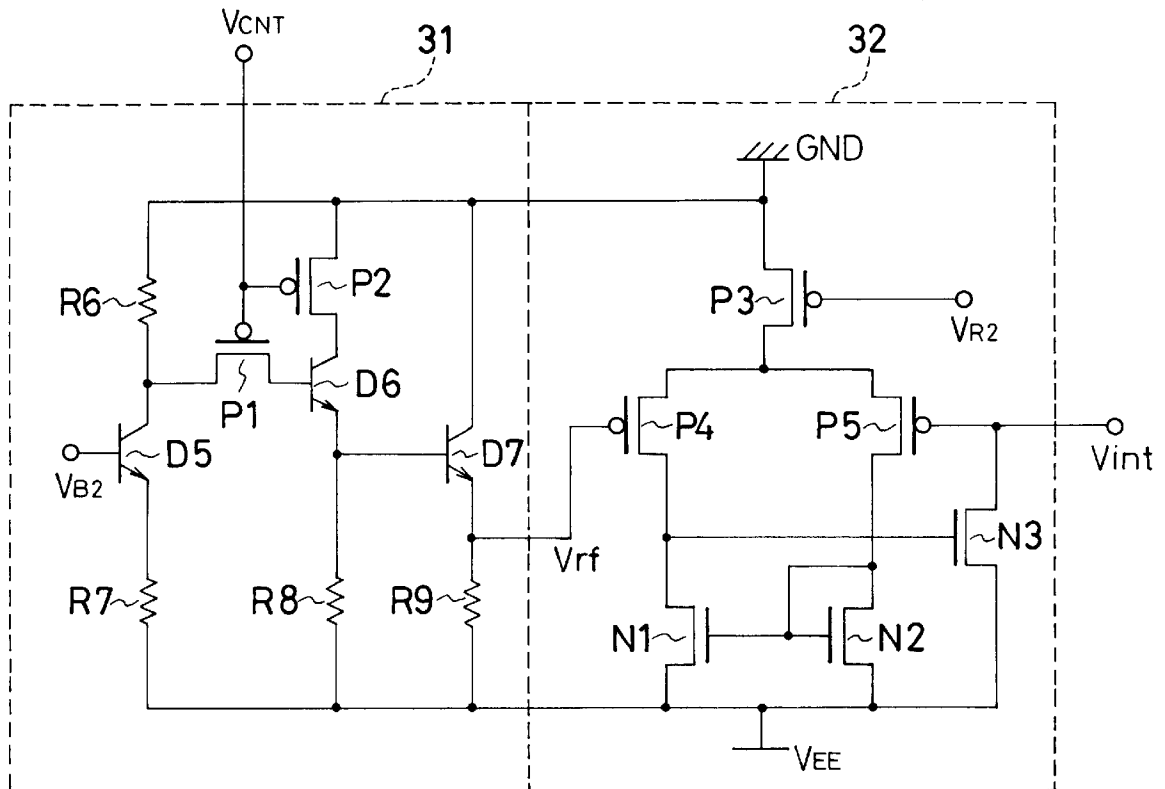 VCNT
31
32
GND
P2
R6
P3
VR2
P1
D6
P4
P5
D5
D7
VB2
Vint
Vrf
N3
R7
R8
R9
N1
N2
VEE